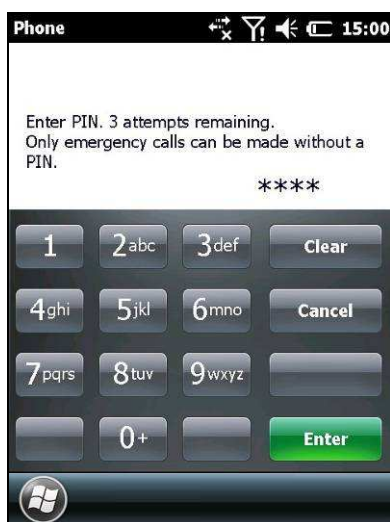 Phone 15:00
Enter PIN. 3 attempts remaining.
Only emergency calls can be made without a
PIN.
****
1 2abc 3def Clear
4ghi 5jkl 6mno Cancel
7pqrs 8tuv 9wxyz
0+ Enter